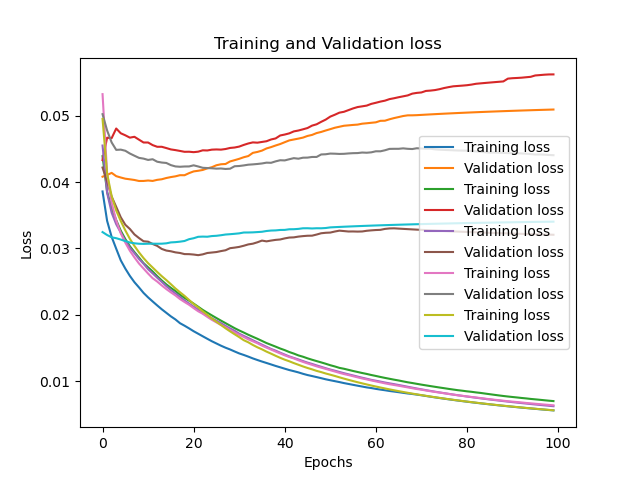 Training and Validation loss
Loss
0.05
0.04
0.03
0.02
0.01
0
20
40
60
80
100
Epochs
Training loss
Validation loss
Training loss
Validation loss
Training loss
Validation loss
Training loss
Validation loss
Training loss
Validation loss